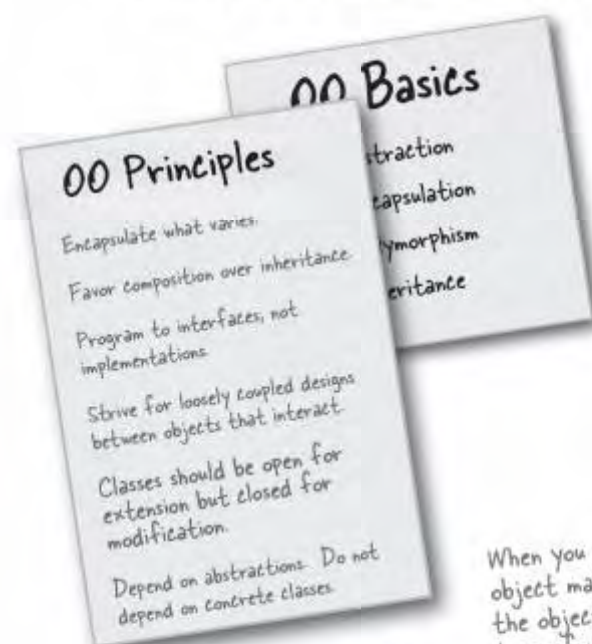 OO Basics
straction
capsulation
ymorphism
eritance
OO Principles
Encapsulate what varies.
Favor composition over inheritance.
Program to interfaces, not
implementations.
Strive for loosely coupled designs
between objects that interact.
Classes should be open for
extension but closed for
modification.
Depend on abstractions. Do not
depend on concrete classes.
When you
object ma
the objec